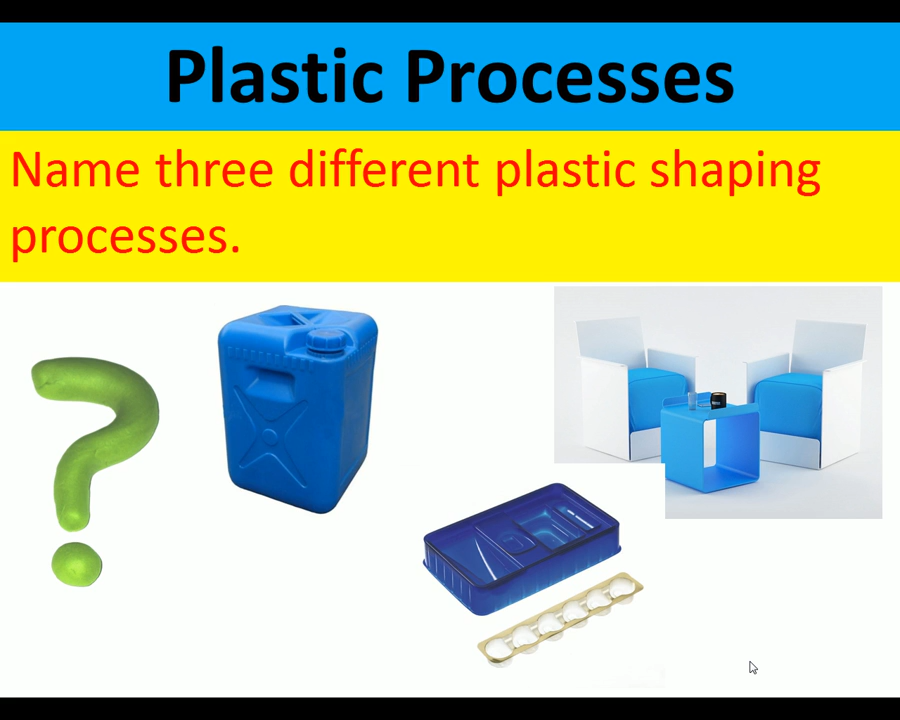 Plastic Processes
Name three different plastic shaping
processes.